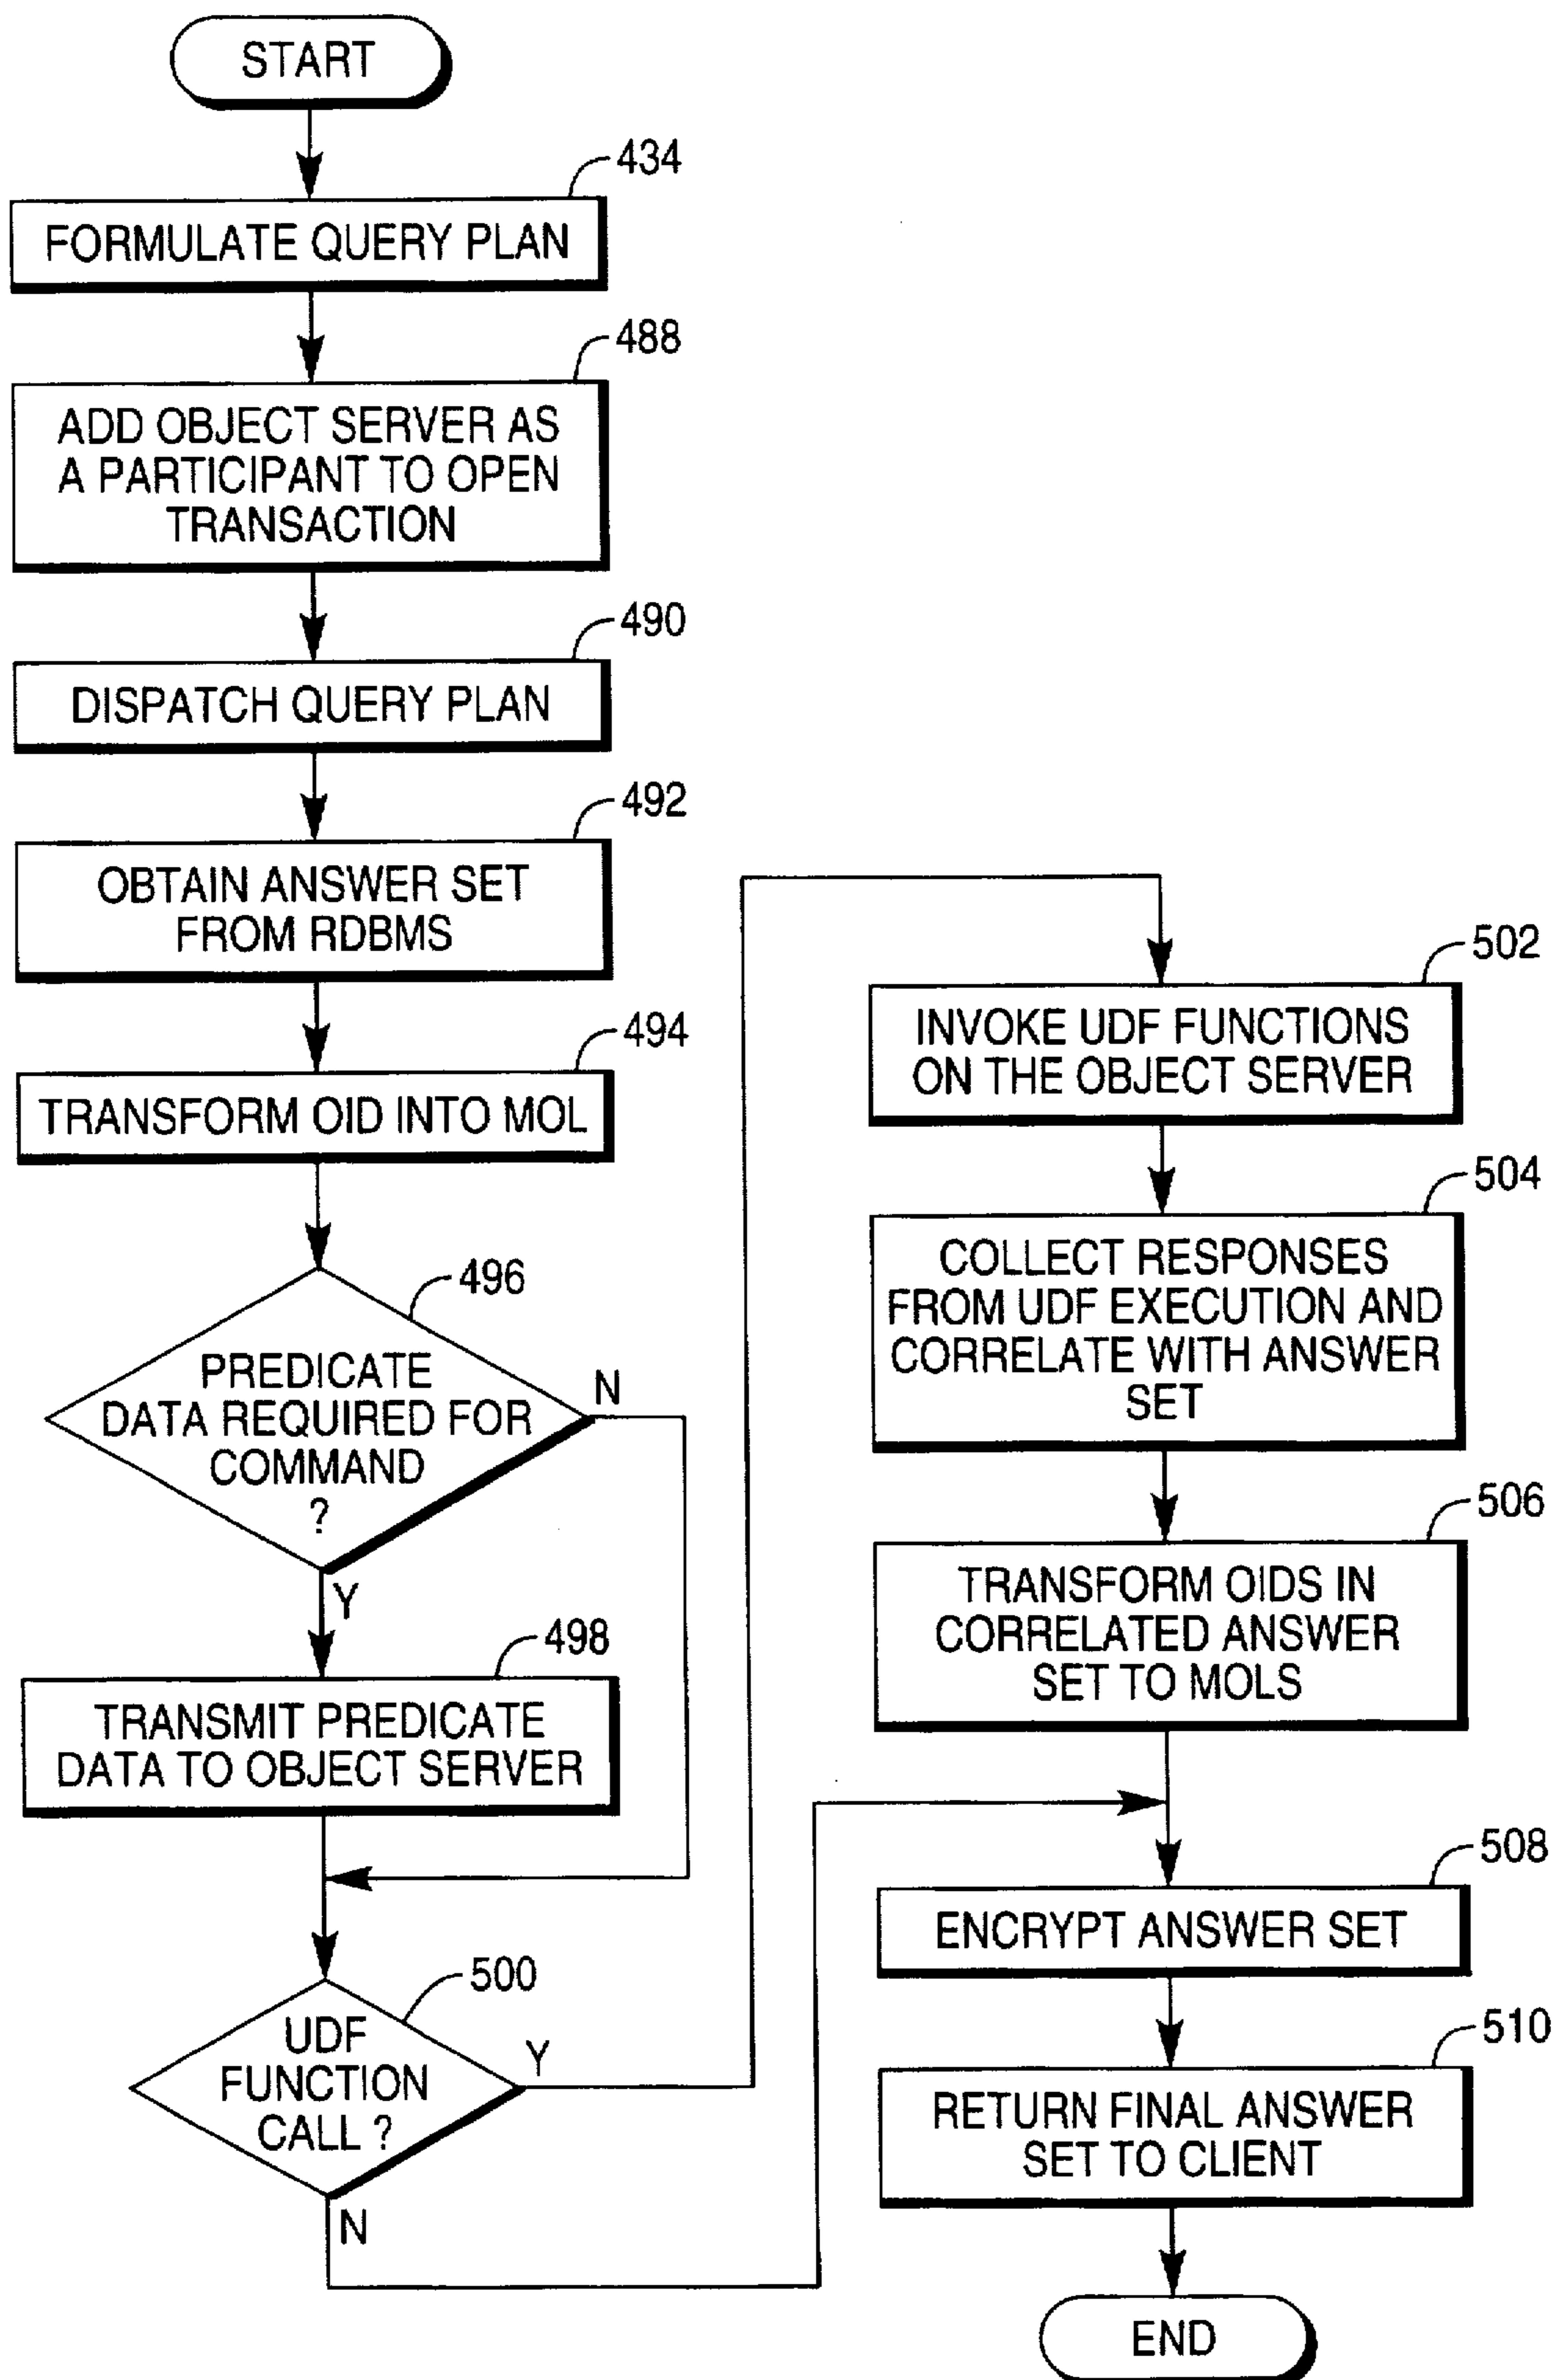 START
434
FORMULATE QUERY PLAN
488
ADD OBJECT SERVER AS
A PARTICIPANT TO OPEN
TRANSACTION
490
DISPATCH QUERY PLAN
492
OBTAIN ANSWER SET
FROM RDBMS
494
TRANSFORM OID INTO MOL
496
PREDICATE
DATA REQUIRED FOR
COMMAND
?
N
Y
498
TRANSMIT PREDICATE
DATA TO OBJECT SERVER
500
UDF
FUNCTION
CALL ?
Y
N
502
INVOKE UDF FUNCTIONS
ON THE OBJECT SERVER
504
COLLECT RESPONSES
FROM UDF EXECUTION AND
CORRELATE WITH ANSWER
SET
506
TRANSFORM OIDS IN
CORRELATED ANSWER
SET TO MOLS
508
ENCRYPT ANSWER SET
510
RETURN FINAL ANSWER
SET TO CLIENT
END